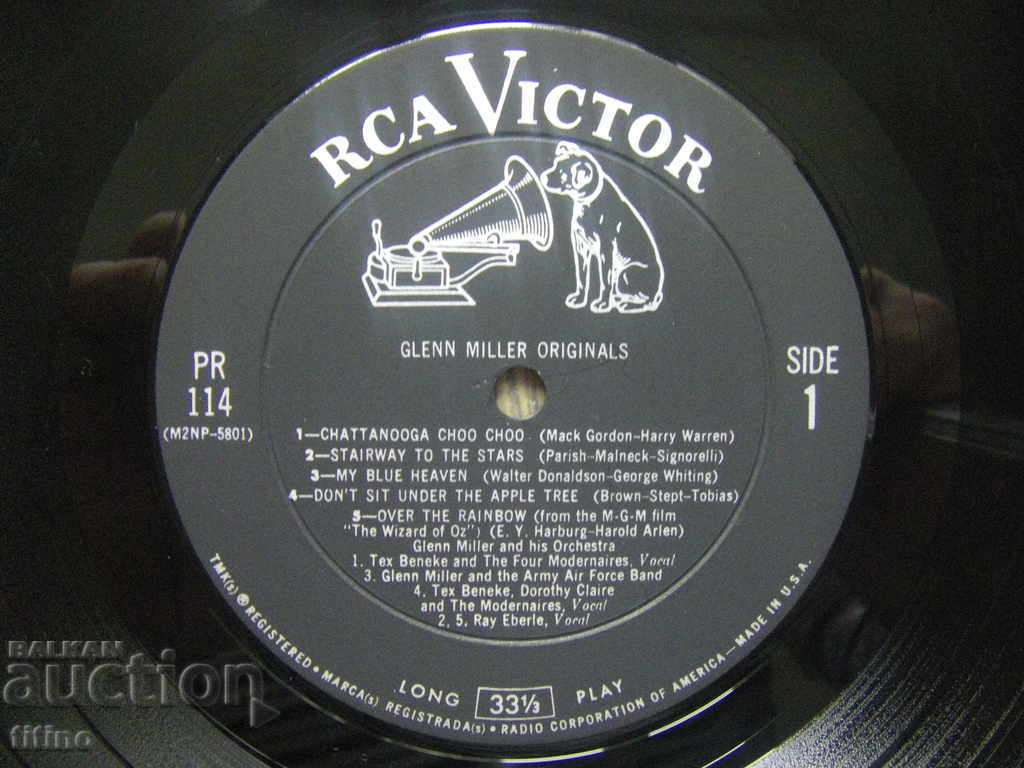 RCA VICTOR
GLENN MILLER ORIGINALS
PR
114
(M2NP-5801)
SIDE
1
1—CHATTANOOGA CHOO CHOO (Mack Gordon-Harry Warren)
2—STAIRWAY TO THE STARS (Parish-Malneck-Signorelli)
3—MY BLUE HEAVEN (Walter Donaldson-George Whiting)
4—DON'T SIT UNDER THE APPLE TREE (Brown-Stept-Tobias)
5—OVER THE RAINBOW (from the M-G-M film
"The Wizard of Oz") (E. Y. Harburg-Harold Arlen)
Glenn Miller and his Orchestra
1. Tex Beneke and The Four Modernaires, Vocal
3. Glenn Miller and the Army Air Force Band
4. Tex Beneke, Dorothy Claire
and The Modernaires, Vocal
2, 5. Ray Eberle, Vocal
LONG 33⅓ PLAY
TMK(s) ® REGISTERED • MARCA(s) REGISTRADA(s) • RADIO CORPORATION OF AMERICA—MADE IN U.S.A.
BALKAN
auction
titino